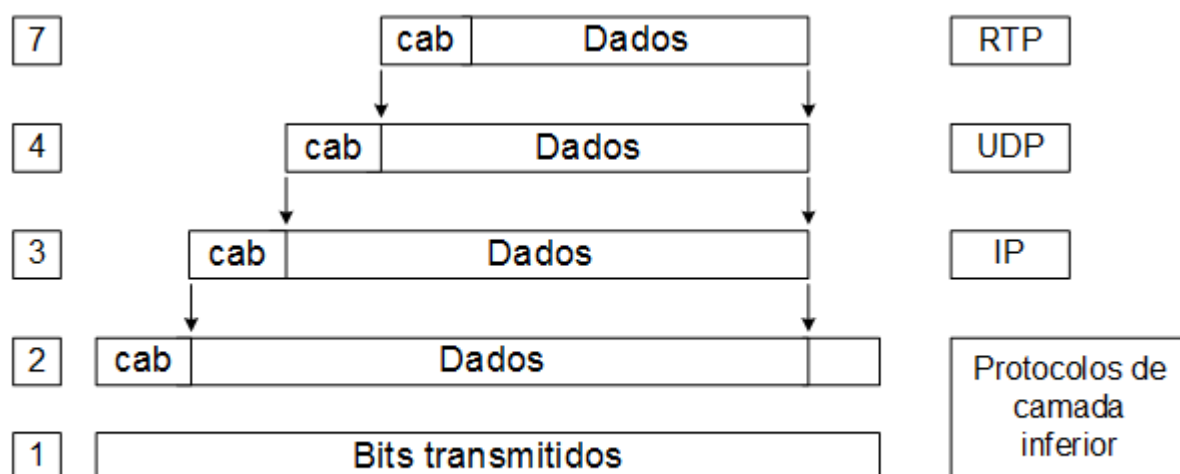 7 cab Dados RTP
4 cab Dados UDP
3 cab Dados IP
2 cab Dados
Protocolos de
camada
inferior
1 Bits transmitidos